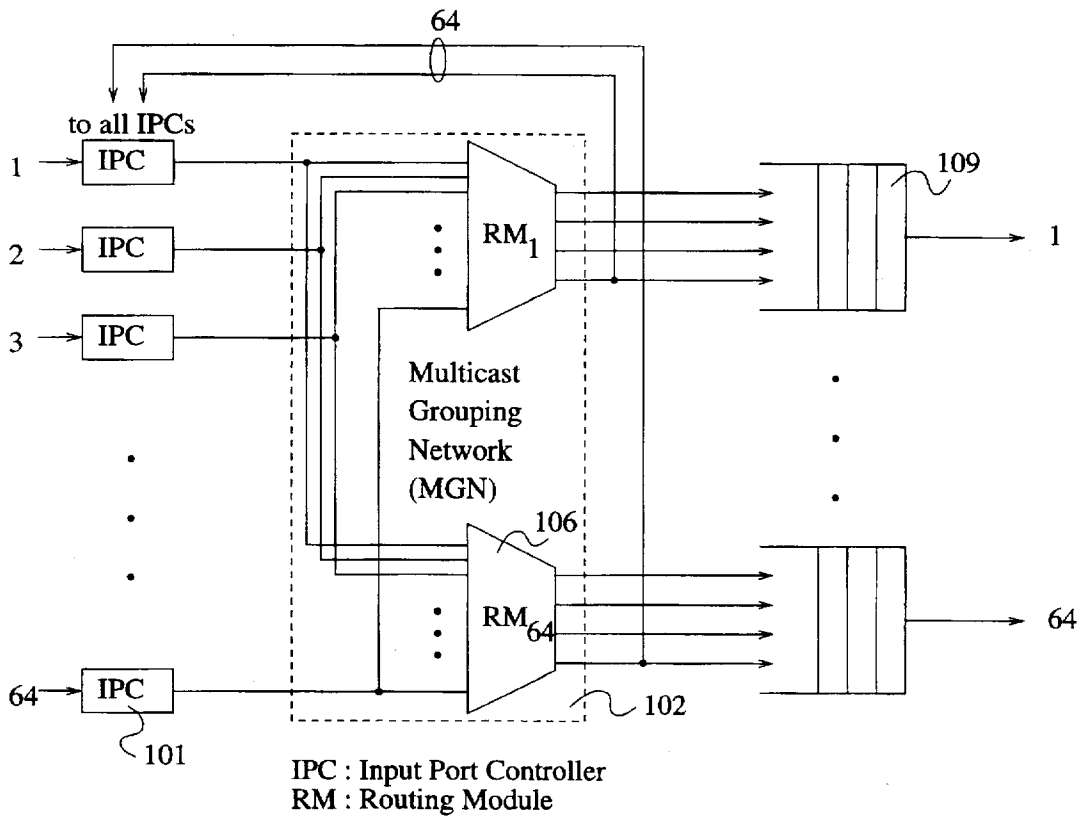 64
to all IPCs
1 IPC
109
RM1
1
2 IPC
3 IPC
Multicast
Grouping
Network
(MGN)
106
RM64
64
64 IPC
102
101
IPC : Input Port Controller
RM : Routing Module